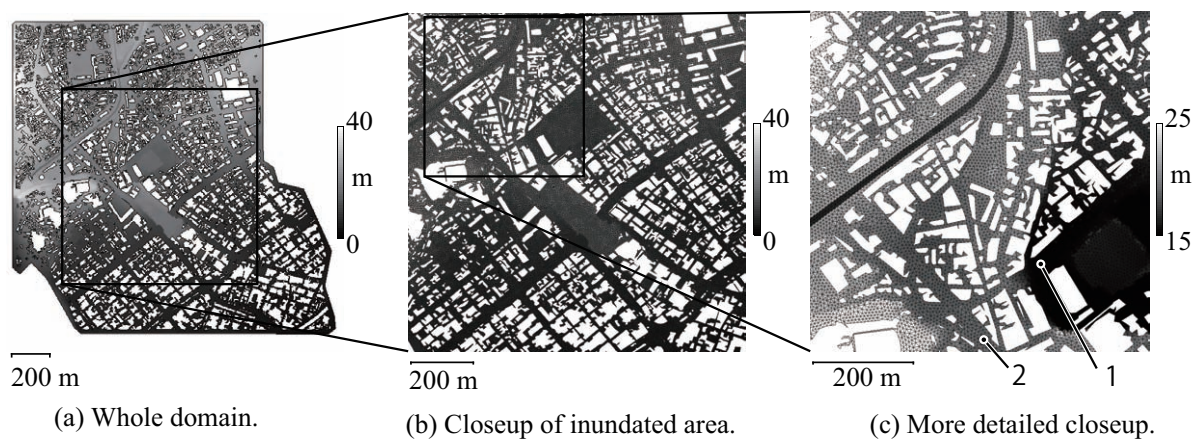 40
m
0
200 m
(a) Whole domain.
40
m
0
200 m
(b) Closeup of inundated area.
25
m
15
200 m
2
1
(c) More detailed closeup.